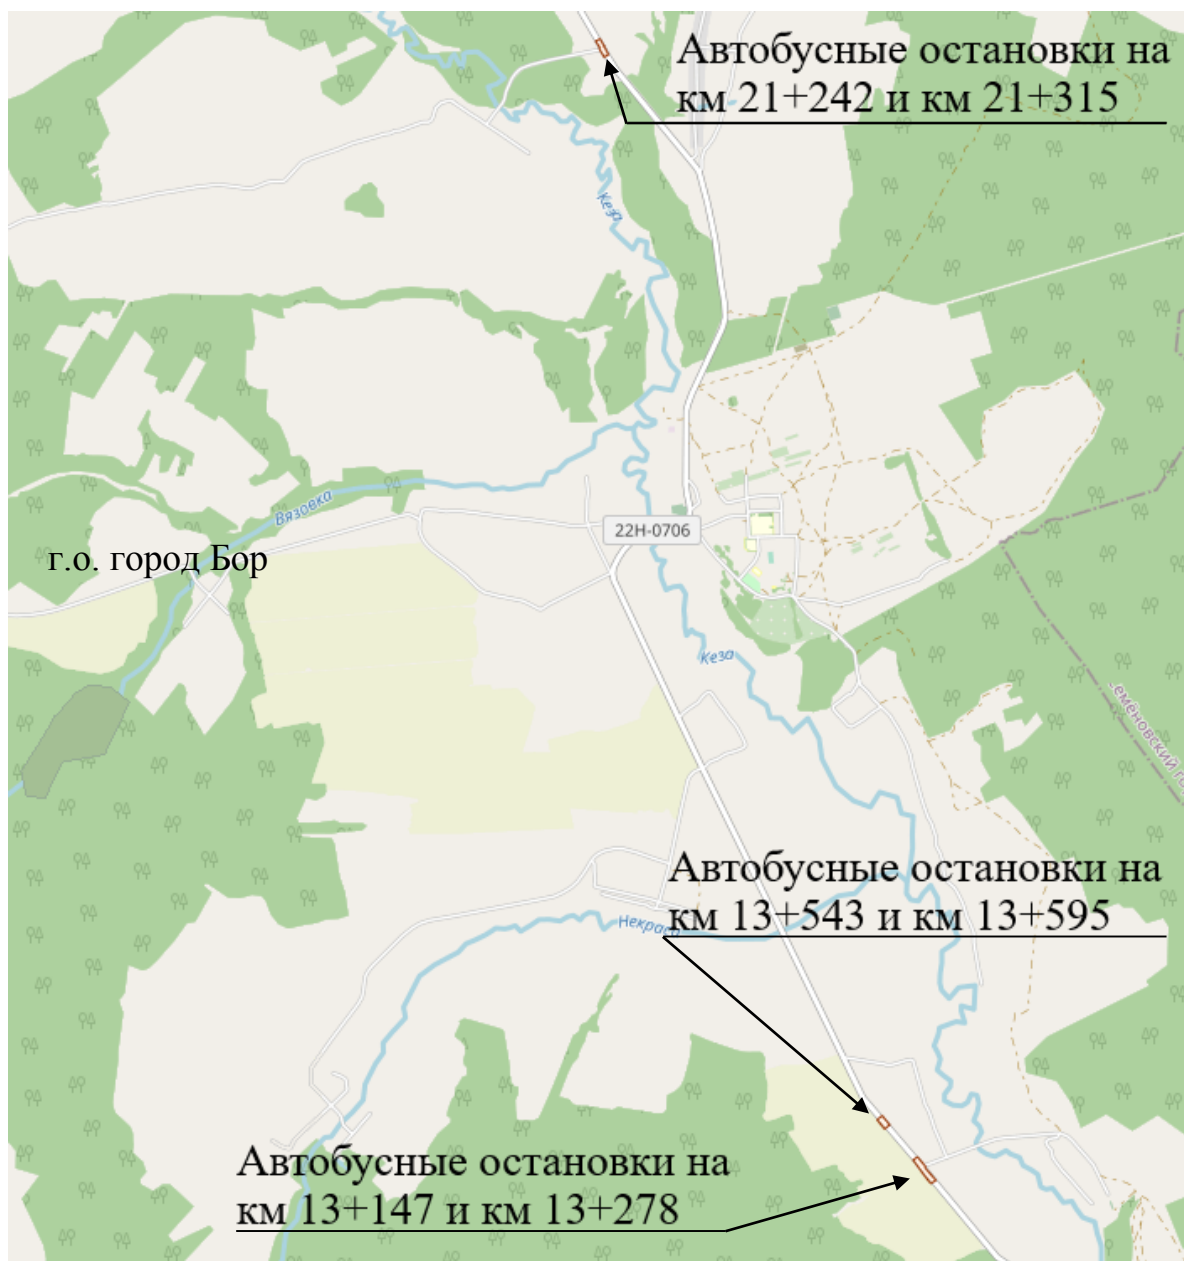 Автобусные остановки на
км 21+242 и км 21+315
Кеза
Вязовка
22Н-0706
г.о. город Бор
Кеза
Автобусные остановки на
км 13+543 и км 13+595
Автобусные остановки на
км 13+147 и км 13+278